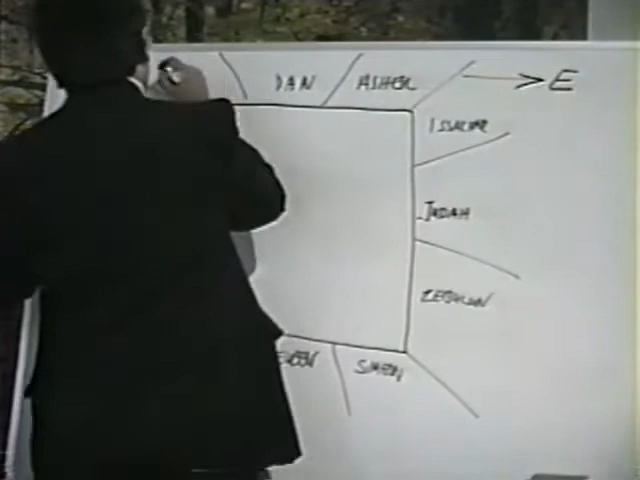 DAN ASHER → E
ISSACHAR
JUDAH
ZEBULUN
SIMEON